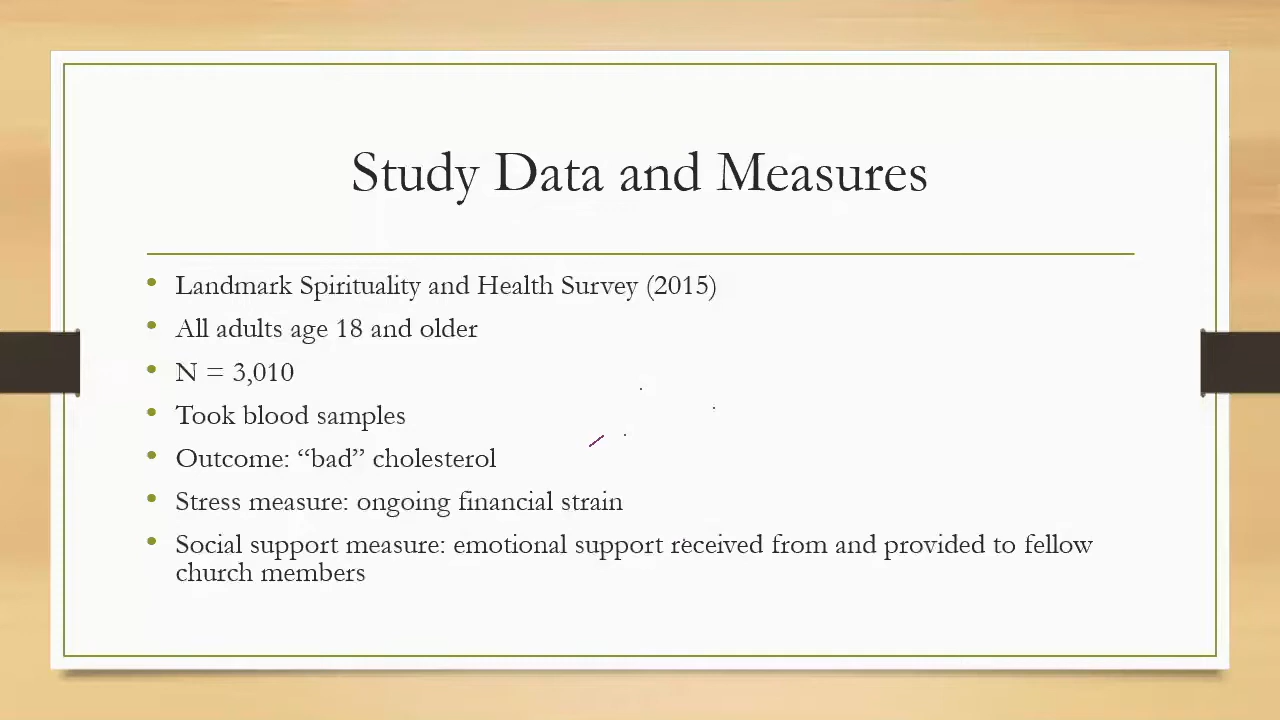 Study Data and Measures
• Landmark Spirituality and Health Survey (2015)
• All adults age 18 and older
• N = 3,010
• Took blood samples
• Outcome: “bad” cholesterol
• Stress measure: ongoing financial strain
• Social support measure: emotional support received from and provided to fellow
church members